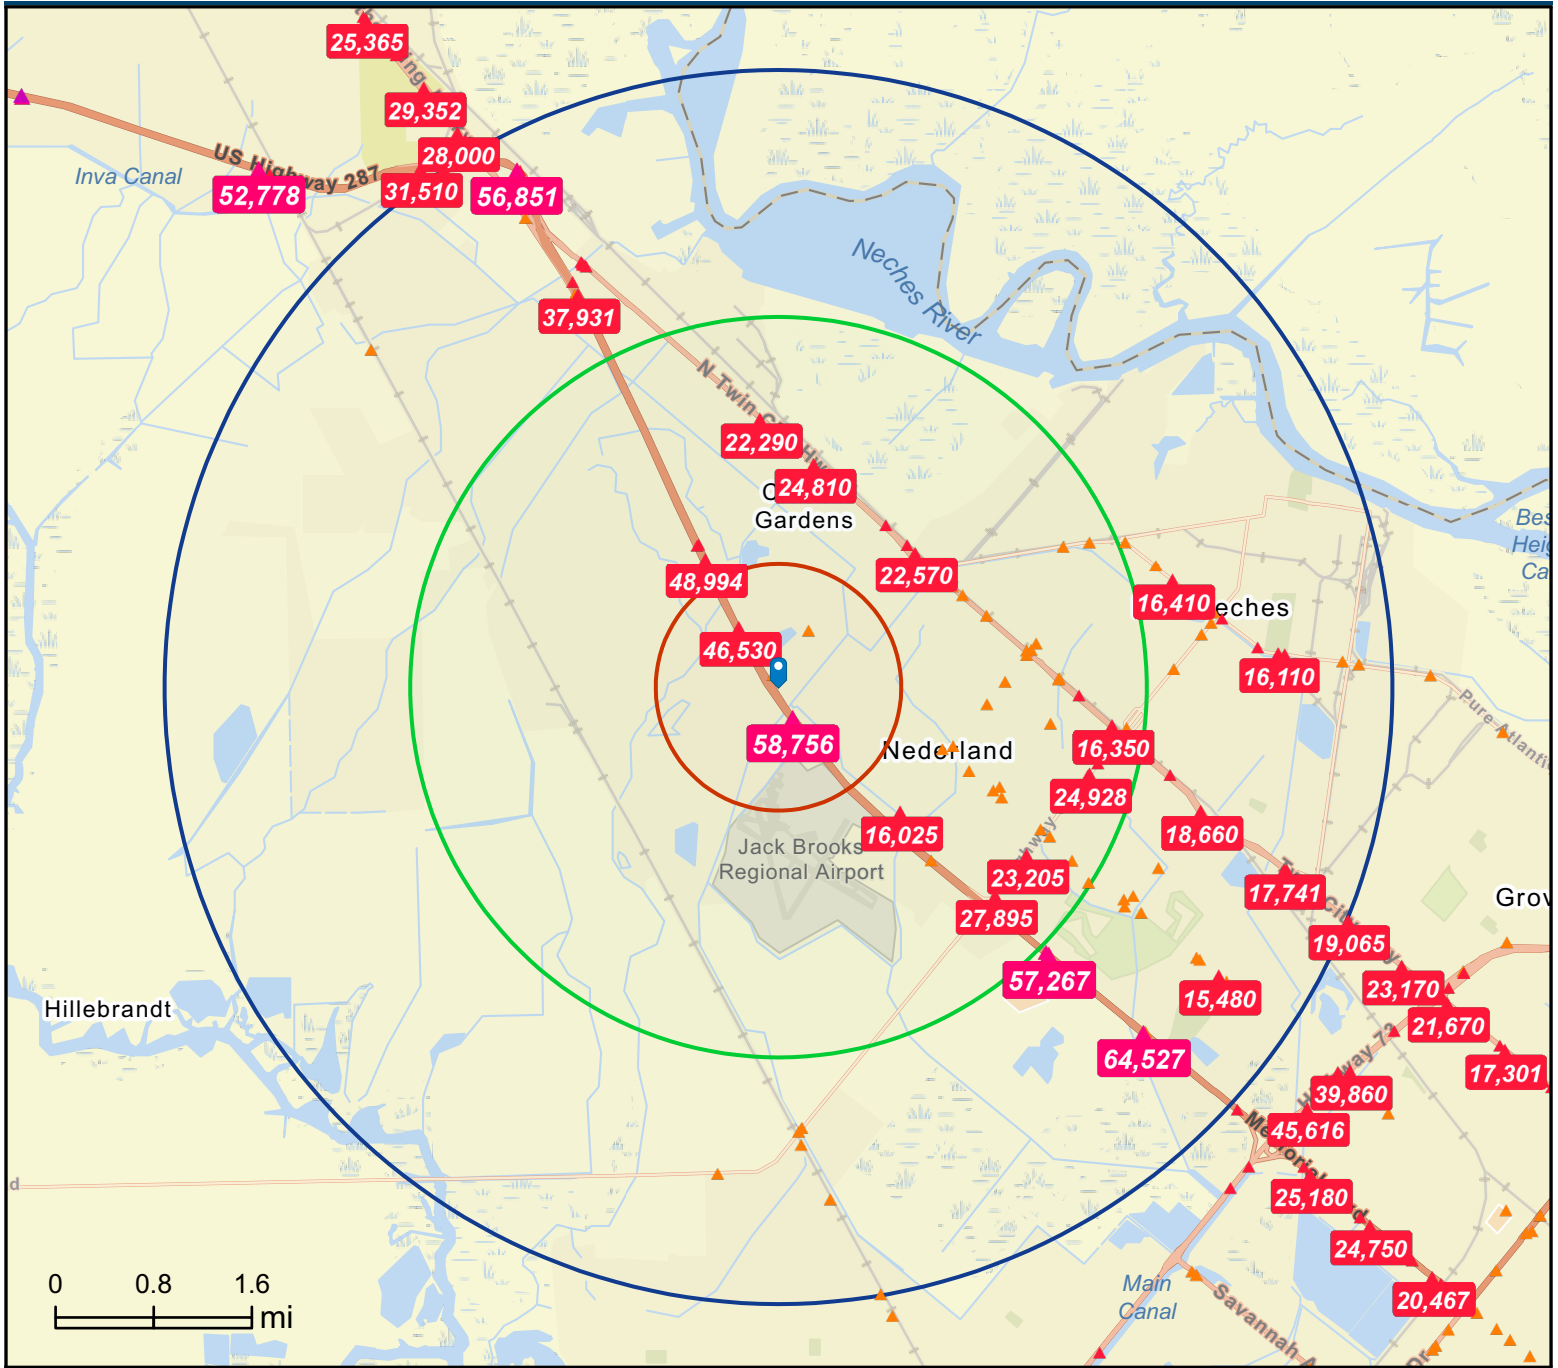 25,365
29,352
28,000
US Highway 287
31,510
56,851
52,778
Inva Canal
Neches River
37,931
N Twin
22,290
24,810
Gardens
22,570
48,994
16,410
eches
46,530
16,110
Pure Atlantic
58,756
Nederland
16,350
24,928
16,025
18,660
Jack Brooks
Regional Airport
23,205
17,741
27,895
19,065
57,267
23,170
15,480
21,670
Hillebrandt
64,527
17,301
39,860
45,616
25,180
24,750
20,467
Main
Canal
Savannah A
0 0.8 1.6
mi